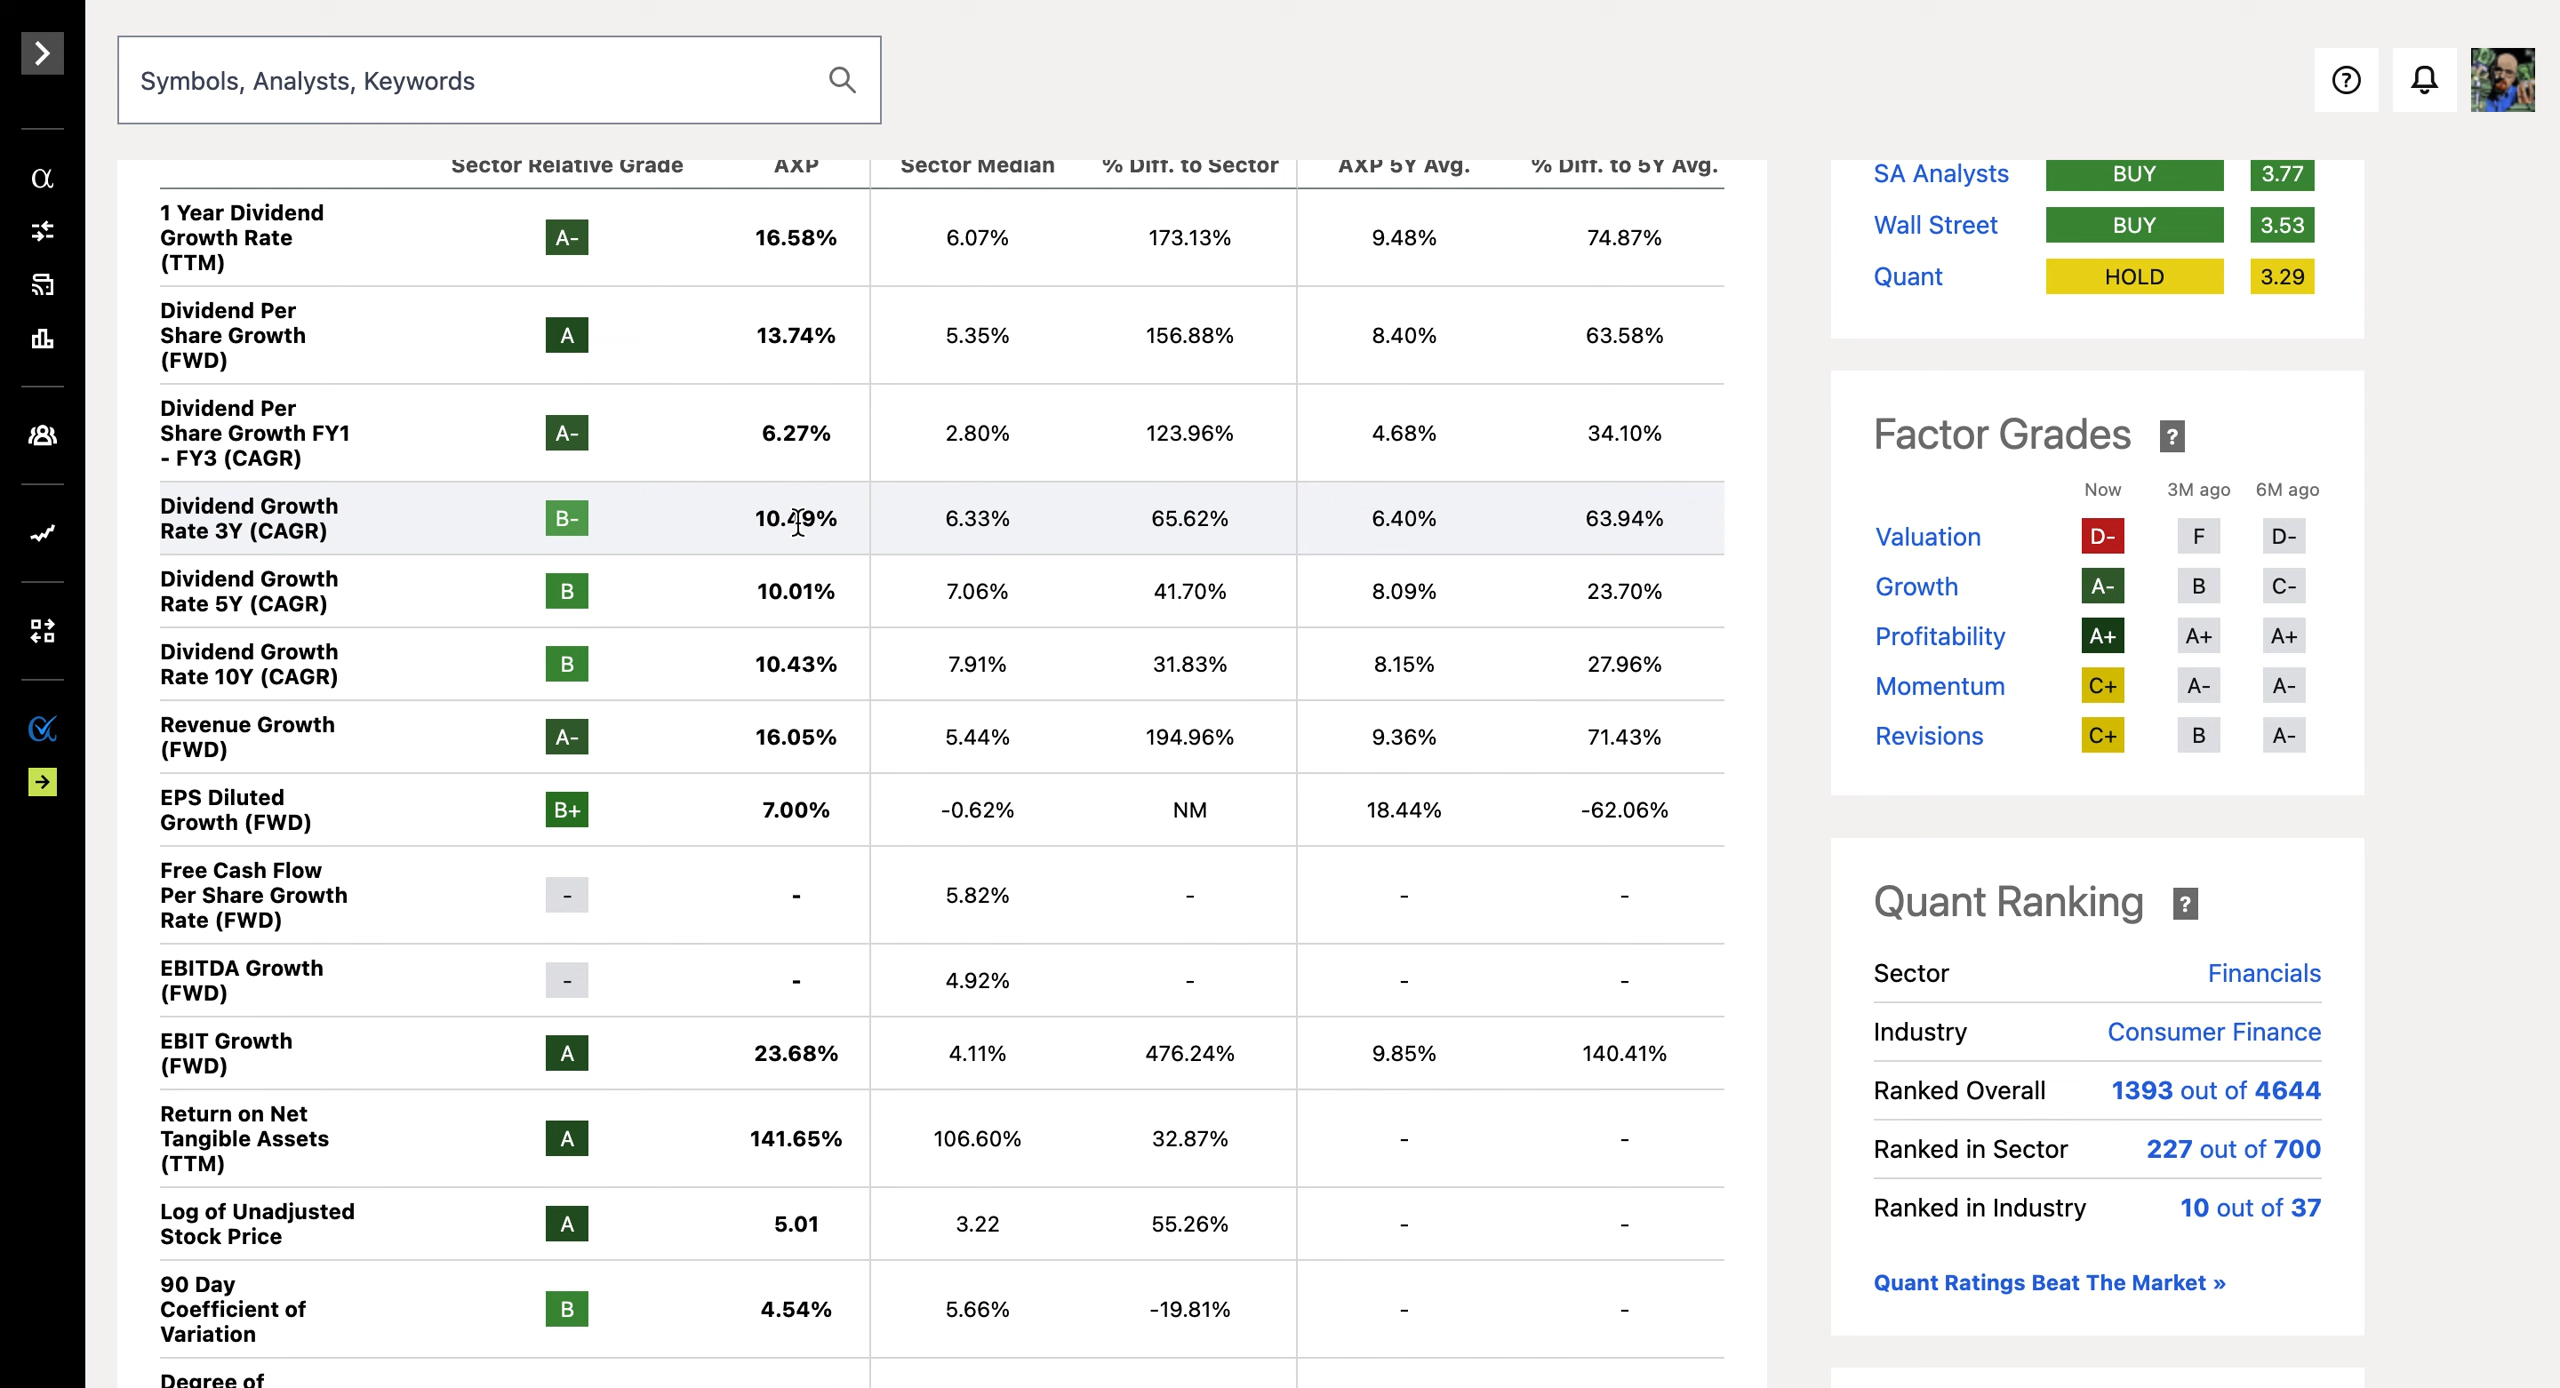 Symbols, Analysts, Keywords
Sector Relative Grade AXP Sector Median % Diff. to Sector AXP 5Y Avg. % Diff. to 5Y Avg.
1 Year Dividend
Growth Rate
(TTM)
A- 16.58% 6.07% 173.13% 9.48% 74.87%
Dividend Per
Share Growth
(FWD)
A 13.74% 5.35% 156.88% 8.40% 63.58%
Dividend Per
Share Growth FY1
- FY3 (CAGR)
A- 6.27% 2.80% 123.96% 4.68% 34.10%
Dividend Growth
Rate 3Y (CAGR)
B- 10.49% 6.33% 65.62% 6.40% 63.94%
Dividend Growth
Rate 5Y (CAGR)
B 10.01% 7.06% 41.70% 8.09% 23.70%
Dividend Growth
Rate 10Y (CAGR)
B 10.43% 7.91% 31.83% 8.15% 27.96%
Revenue Growth
(FWD)
A- 16.05% 5.44% 194.96% 9.36% 71.43%
EPS Diluted
Growth (FWD)
B+ 7.00% -0.62% NM 18.44% -62.06%
Free Cash Flow
Per Share Growth
Rate (FWD)
- - 5.82% - - -
EBITDA Growth
(FWD)
- - 4.92% - - -
EBIT Growth
(FWD)
A 23.68% 4.11% 476.24% 9.85% 140.41%
Return on Net
Tangible Assets
(TTM)
A 141.65% 106.60% 32.87% - -
Log of Unadjusted
Stock Price
A 5.01 3.22 55.26% - -
90 Day
Coefficient of
Variation
B 4.54% 5.66% -19.81% - -
Degree of
SA Analysts BUY 3.77
Wall Street BUY 3.53
Quant HOLD 3.29
Factor Grades ?
Now 3M ago 6M ago
Valuation D- F D-
Growth A- B C-
Profitability A+ A+ A+
Momentum C+ A- A-
Revisions C+ B A-
Quant Ranking ?
Sector Financials
Industry Consumer Finance
Ranked Overall 1393 out of 4644
Ranked in Sector 227 out of 700
Ranked in Industry 10 out of 37
Quant Ratings Beat The Market »